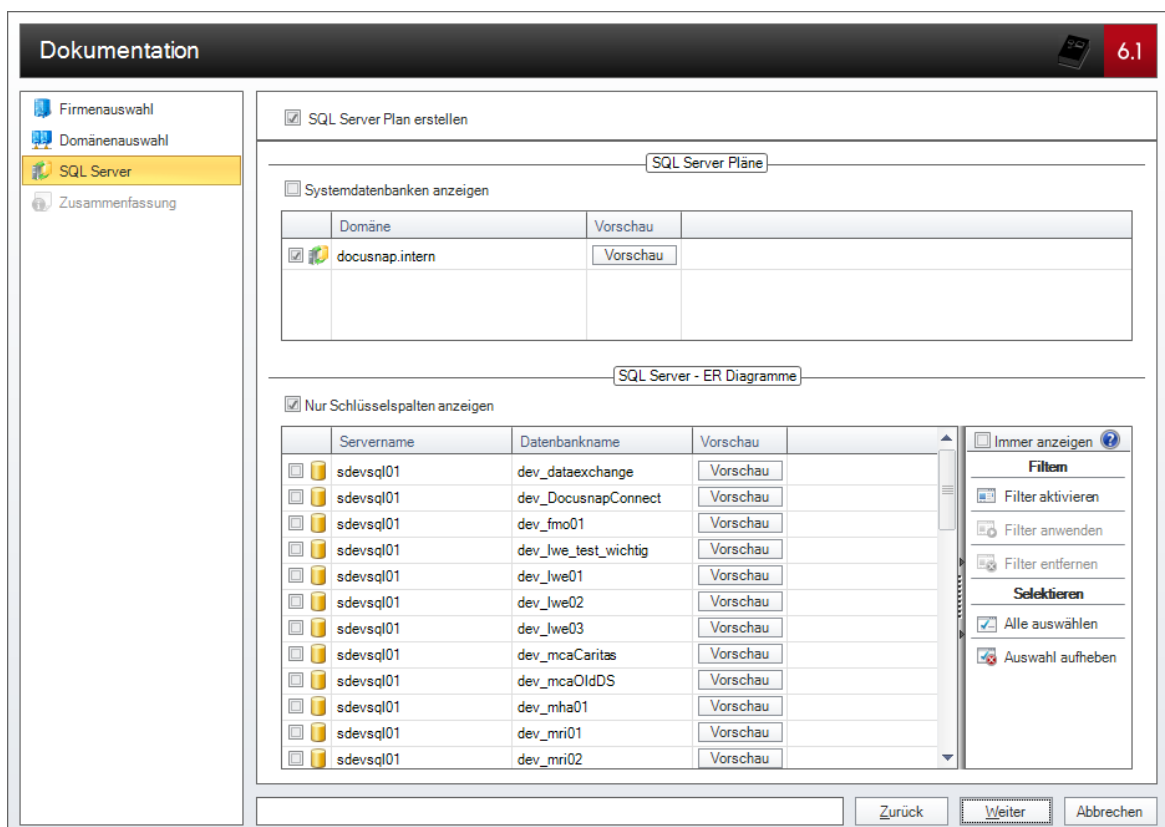 Dokumentation
6.1
Firmenauswahl
Domänenauswahl
SQL Server
Zusammenfassung
SQL Server Plan erstellen
SQL Server Pläne
Systemdatenbanken anzeigen
Domäne Vorschau
docusnap.intern Vorschau
SQL Server - ER Diagramme
Nur Schlüsselspalten anzeigen
Servername Datenbankname Vorschau
sdevsql01 dev_dataexchange Vorschau
sdevsql01 dev_DocusnapConnect Vorschau
sdevsql01 dev_fmo01 Vorschau
sdevsql01 dev_lwe_test_wichtig Vorschau
sdevsql01 dev_lwe01 Vorschau
sdevsql01 dev_lwe02 Vorschau
sdevsql01 dev_lwe03 Vorschau
sdevsql01 dev_mcaCaritas Vorschau
sdevsql01 dev_mcaOldDS Vorschau
sdevsql01 dev_mha01 Vorschau
sdevsql01 dev_mri01 Vorschau
sdevsql01 dev_mri02 Vorschau
Immer anzeigen
Filtern
Filter aktivieren
Filter anwenden
Filter entfernen
Selektieren
Alle auswählen
Auswahl aufheben
Zurück Weiter Abbrechen